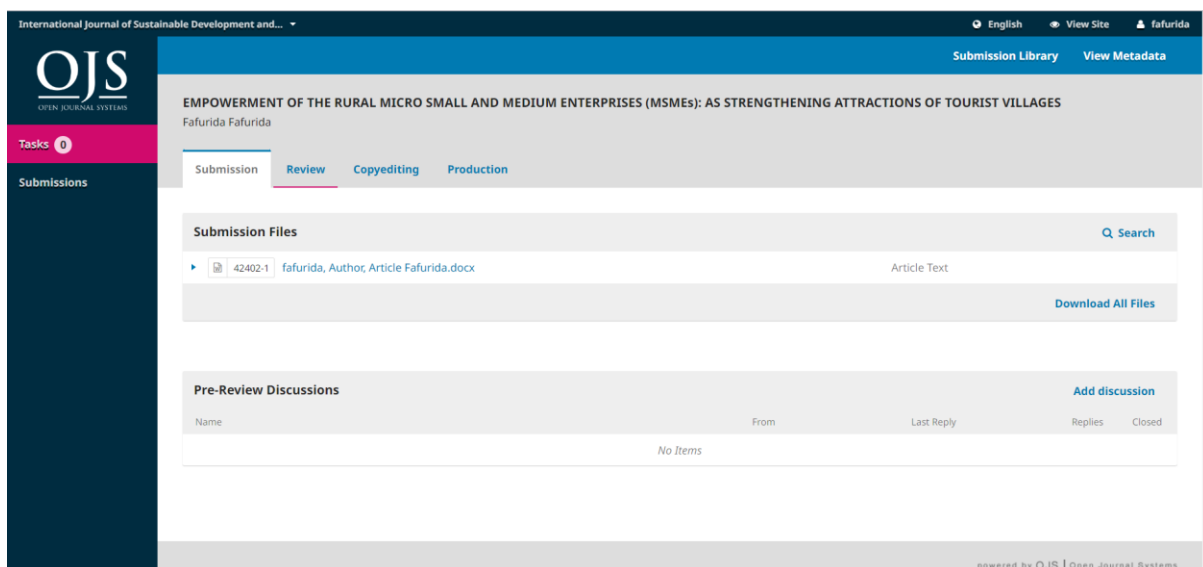 International Journal of Sustainable Development and...
English View Site fafurida
OJS
OPEN JOURNAL SYSTEMS
Submission Library View Metadata
EMPOWERMENT OF THE RURAL MICRO SMALL AND MEDIUM ENTERPRISES (MSMEs): AS STRENGTHENING ATTRACTIONS OF TOURIST VILLAGES
Fafurida Fafurida
Tasks 0
Submissions
Submission Review Copyediting Production
Submission Files Search
42402-1 fafurida, Author, Article Fafurida.docx Article Text
Download All Files
Pre-Review Discussions Add discussion
Name From Last Reply Replies Closed
No Items
powered by OJS | Open Journal Systems